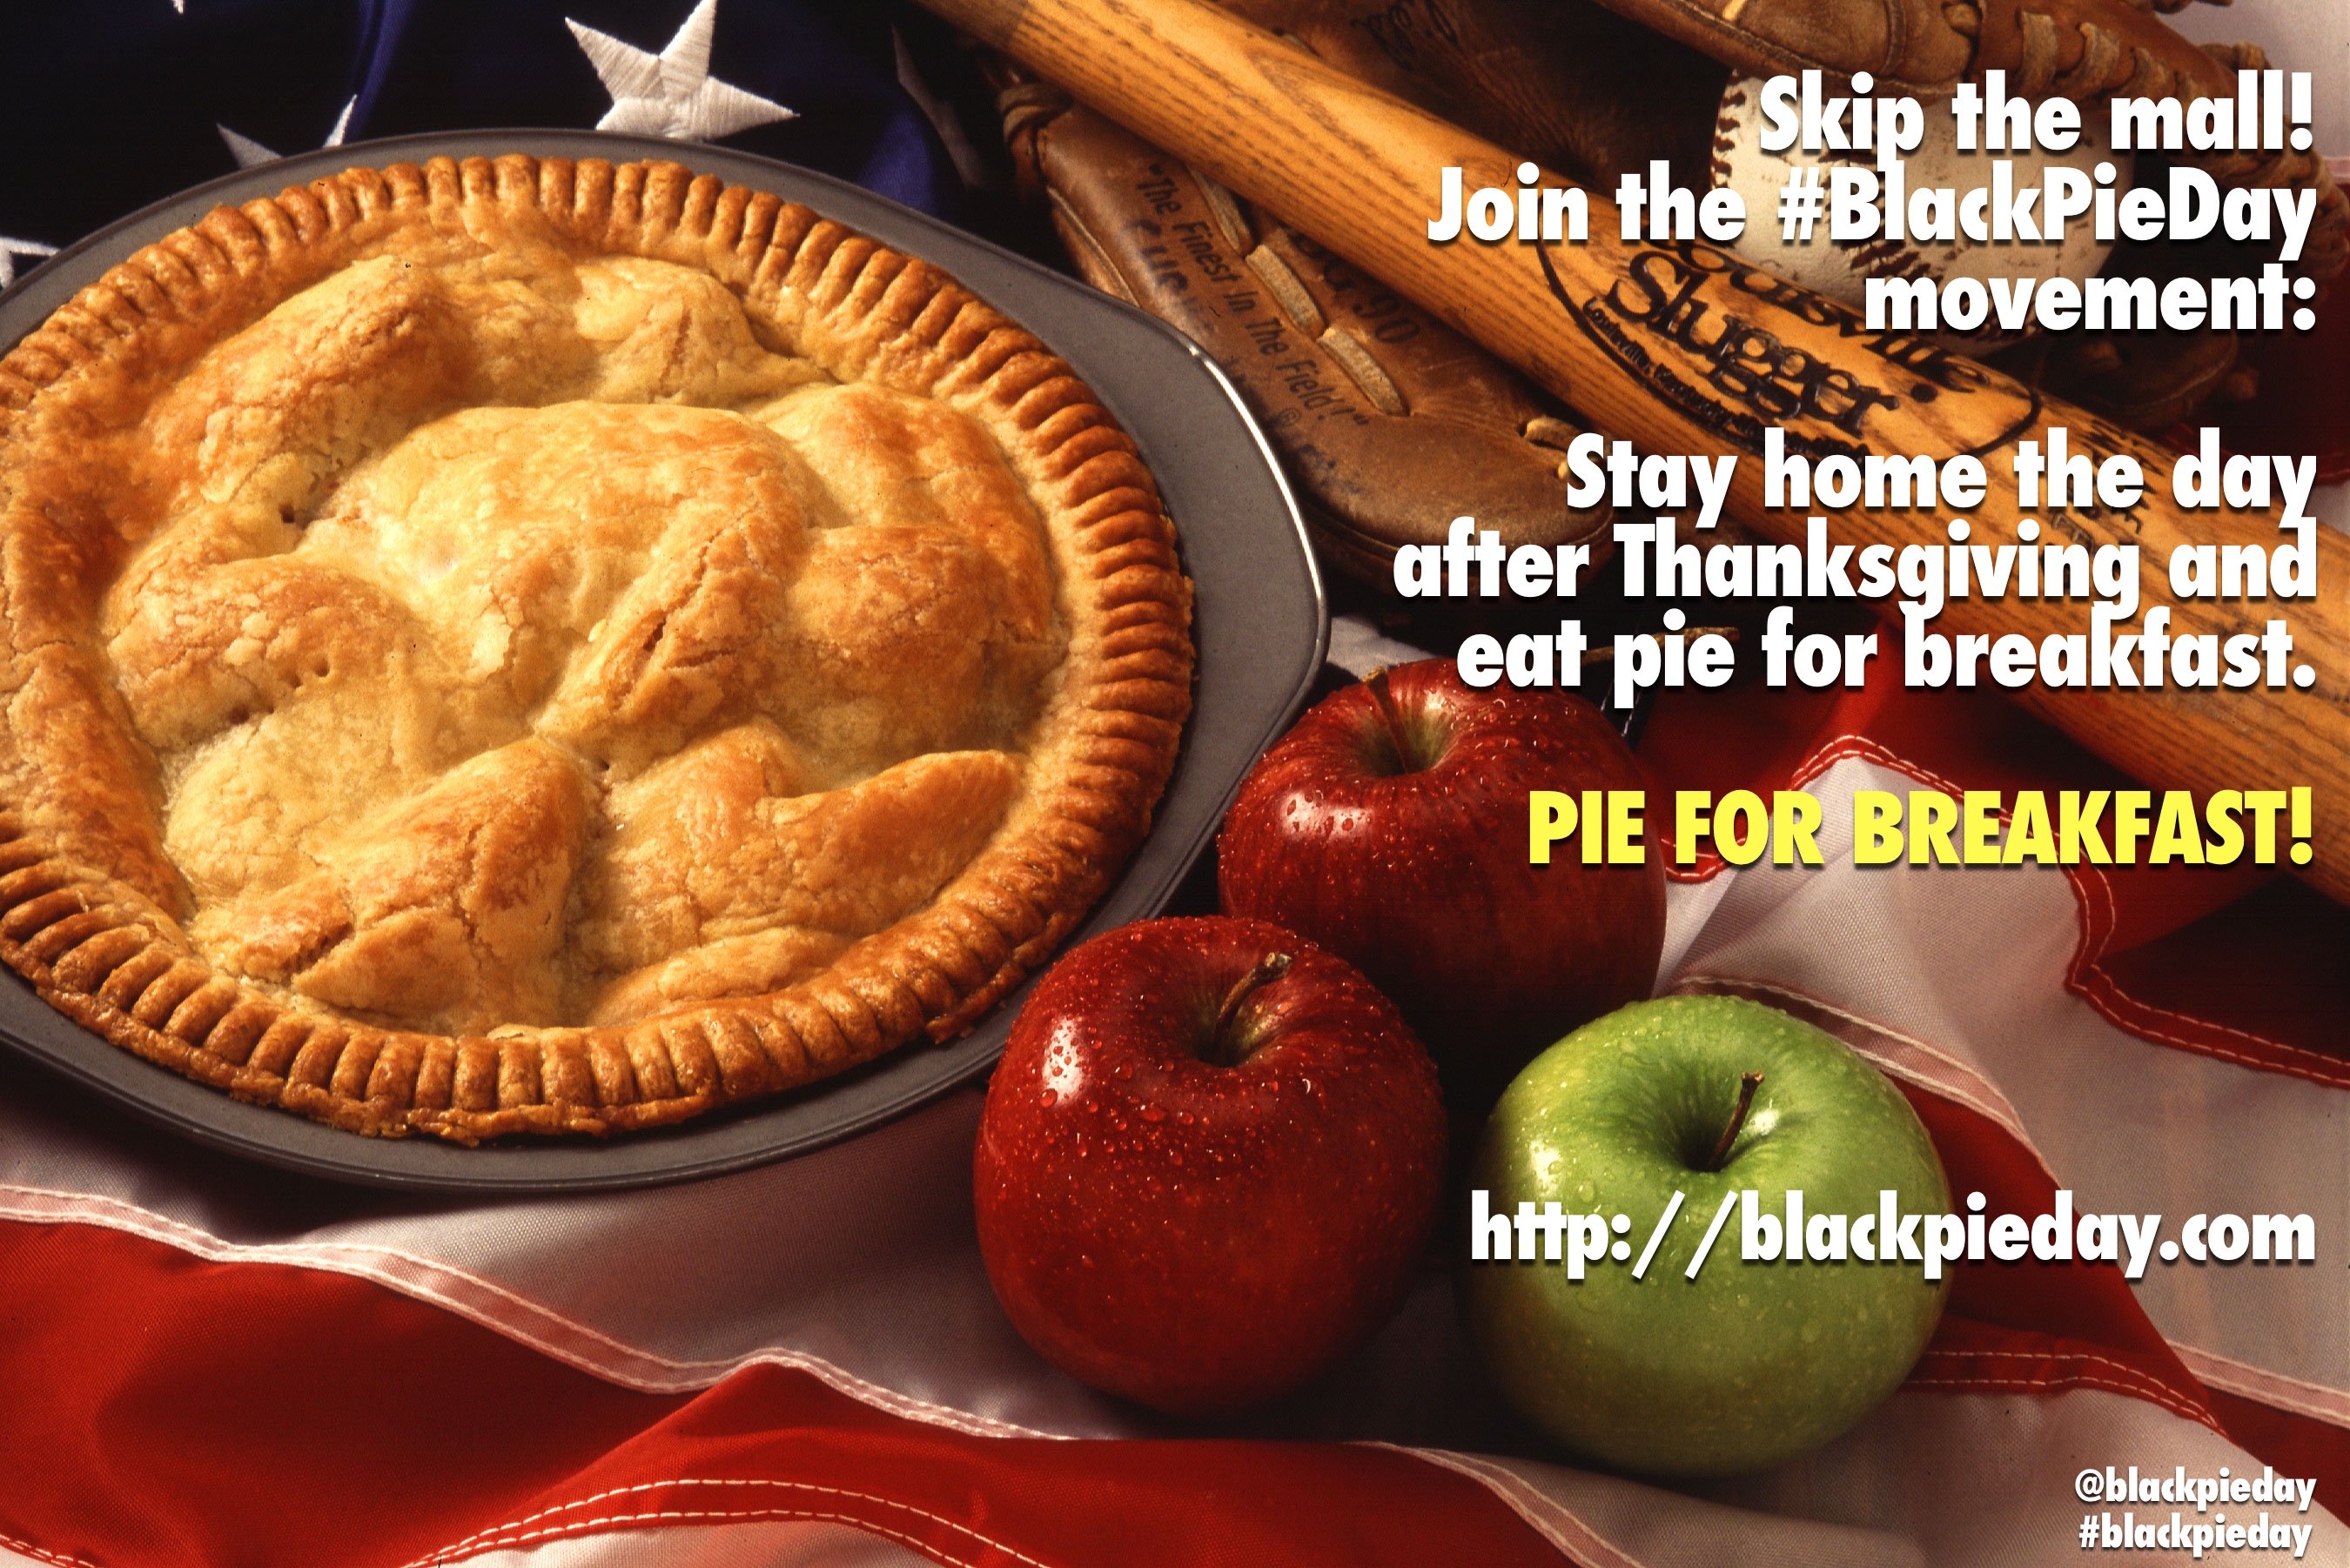 Skip the mall!
Join the #BlackPieDay
movement:
Stay home the day
after Thanksgiving and
eat pie for breakfast.
PIE FOR BREAKFAST!
http://blackpieday.com
@blackpieday
#blackpieday
"The Finest In The Field!"
Louisville
Slugger